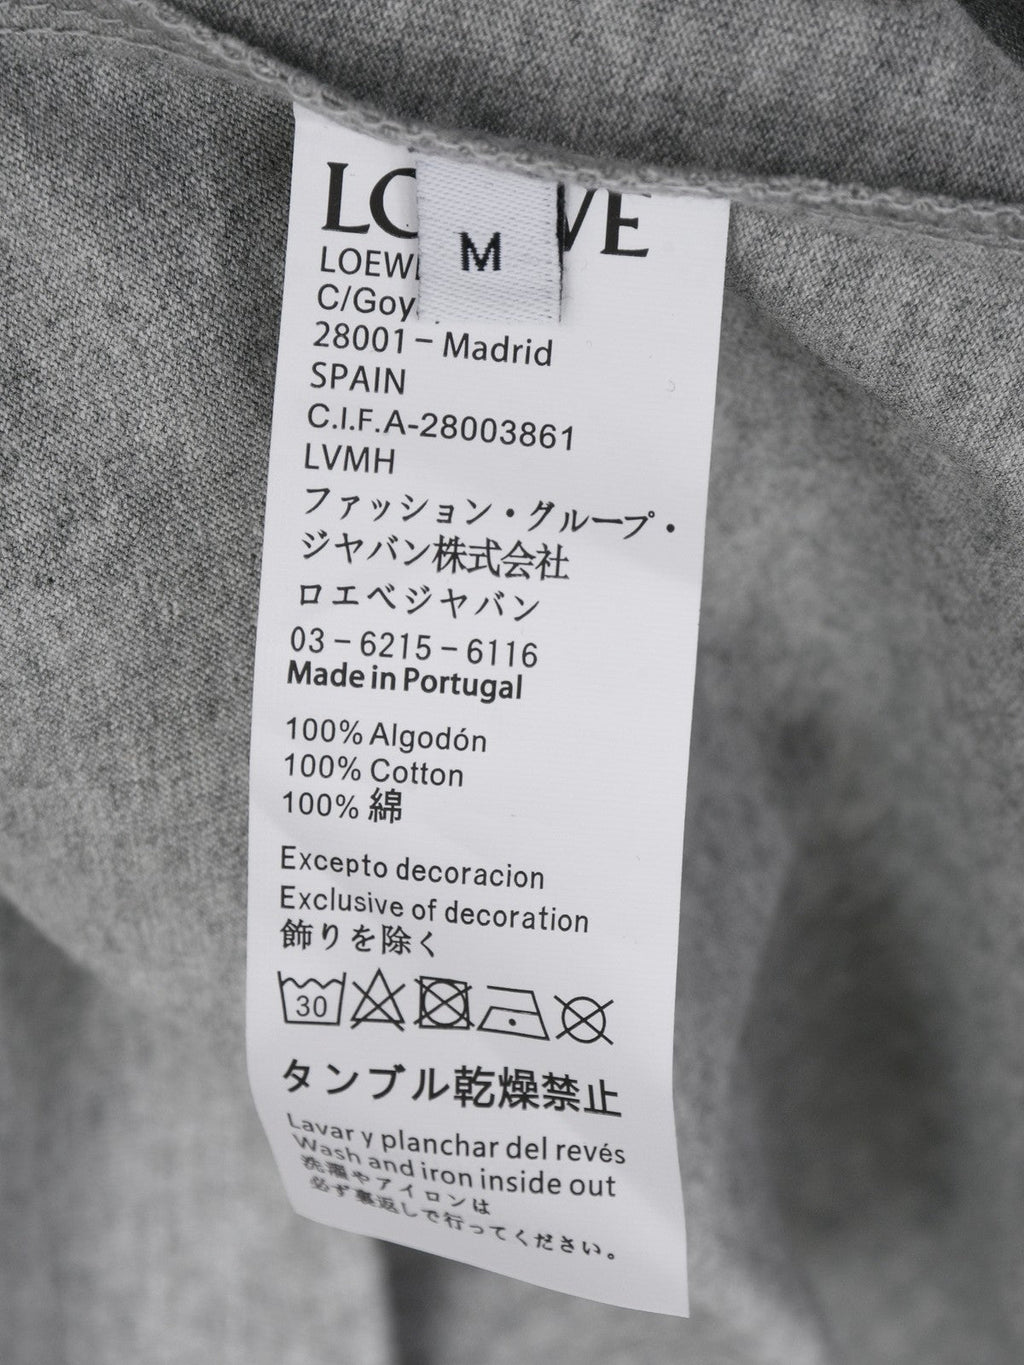 LO VE
M
LOEW
C/Goy
28001 – Madrid
SPAIN
C.I.F.A-28003861
LVMH
ファッション・グループ・
ジヤバン株式会社
ロエベジャバン
03 – 6215 – 6116
Made in Portugal
100% Algodón
100% Cotton
100% 綿
Excepto decoracion
Exclusive of decoration
飾りを除く
30
タンブル乾燥禁止
Lavar y planchar del revés
Wash and iron inside out
洗濯やアイロンは
必ず裏返しで行ってください。